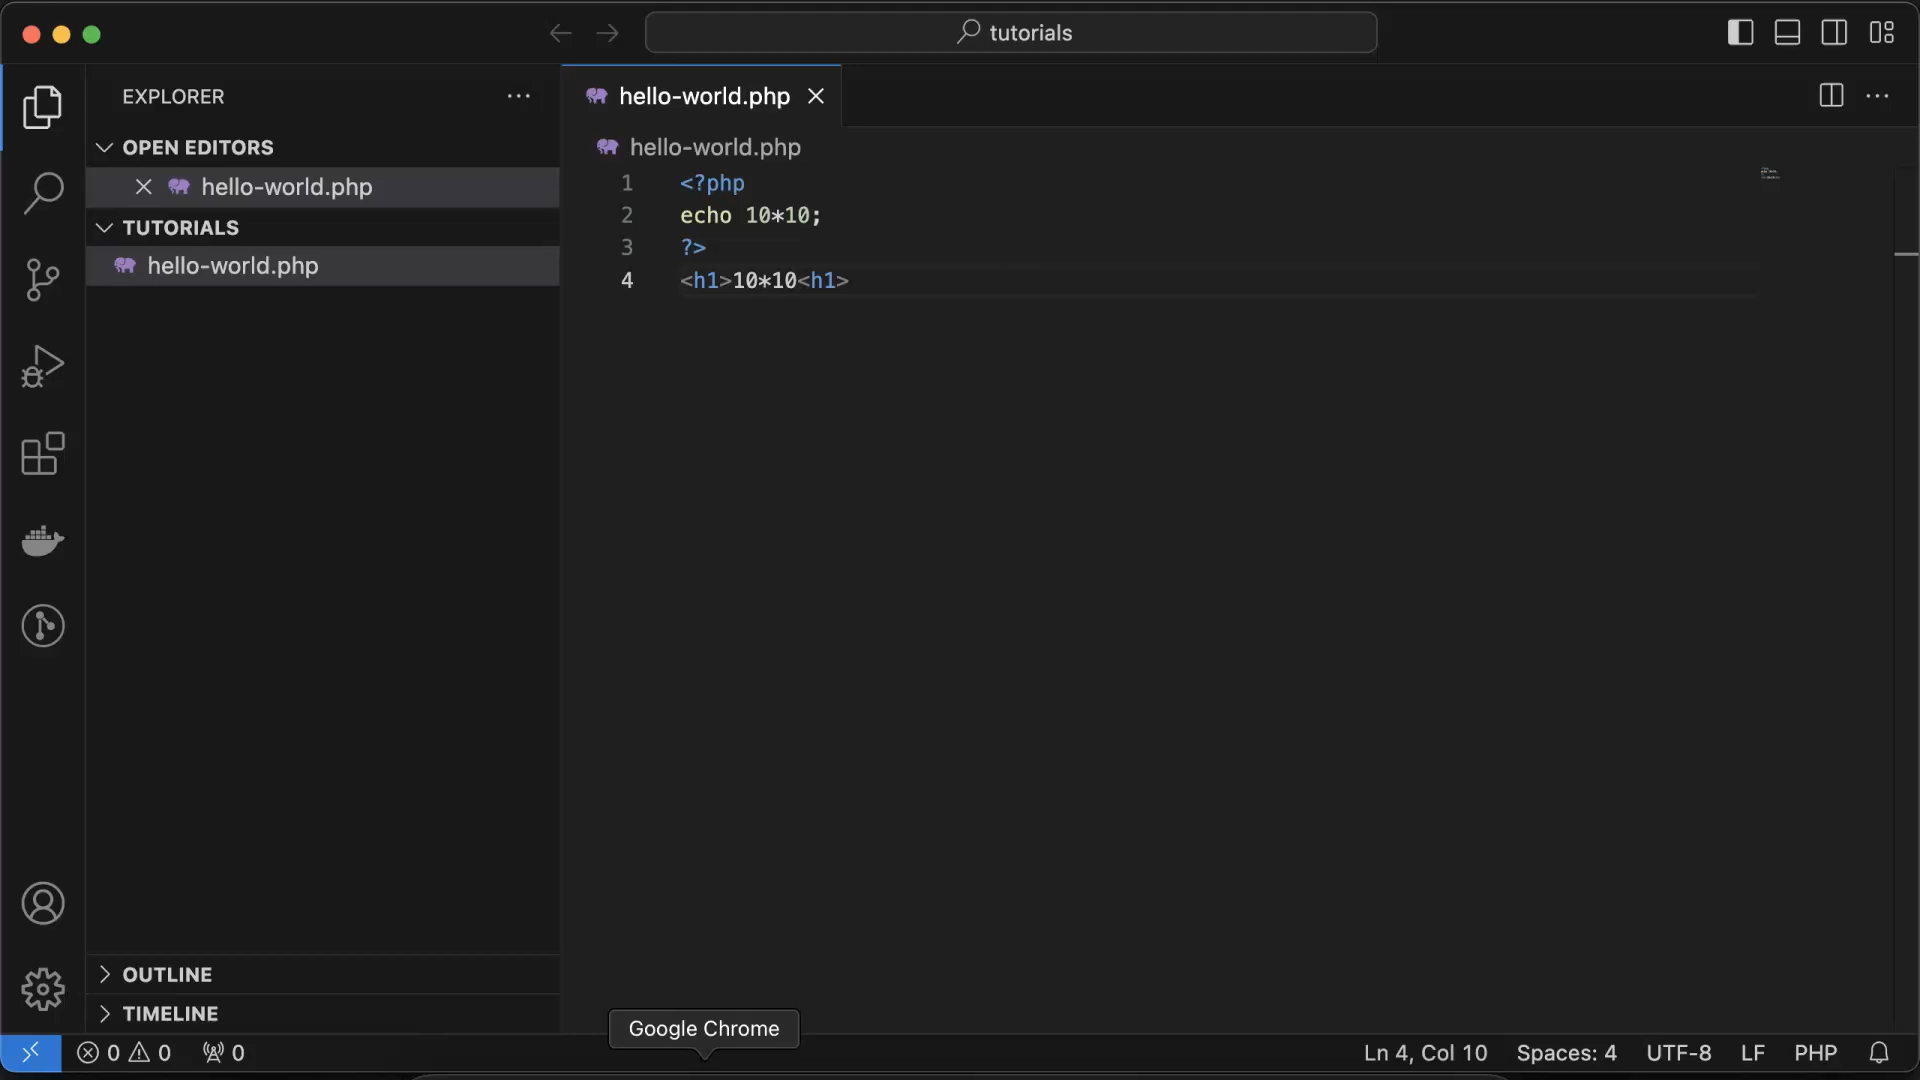 tutorials
EXPLORER
OPEN EDITORS
hello-world.php
TUTORIALS
hello-world.php
OUTLINE
TIMELINE
hello-world.php
hello-world.php
1 <?php
2 echo 10*10;
3 ?>
4 <h1>10*10<h1>
Google Chrome
0 0 0
Ln 4, Col 10 Spaces: 4 UTF-8 LF PHP